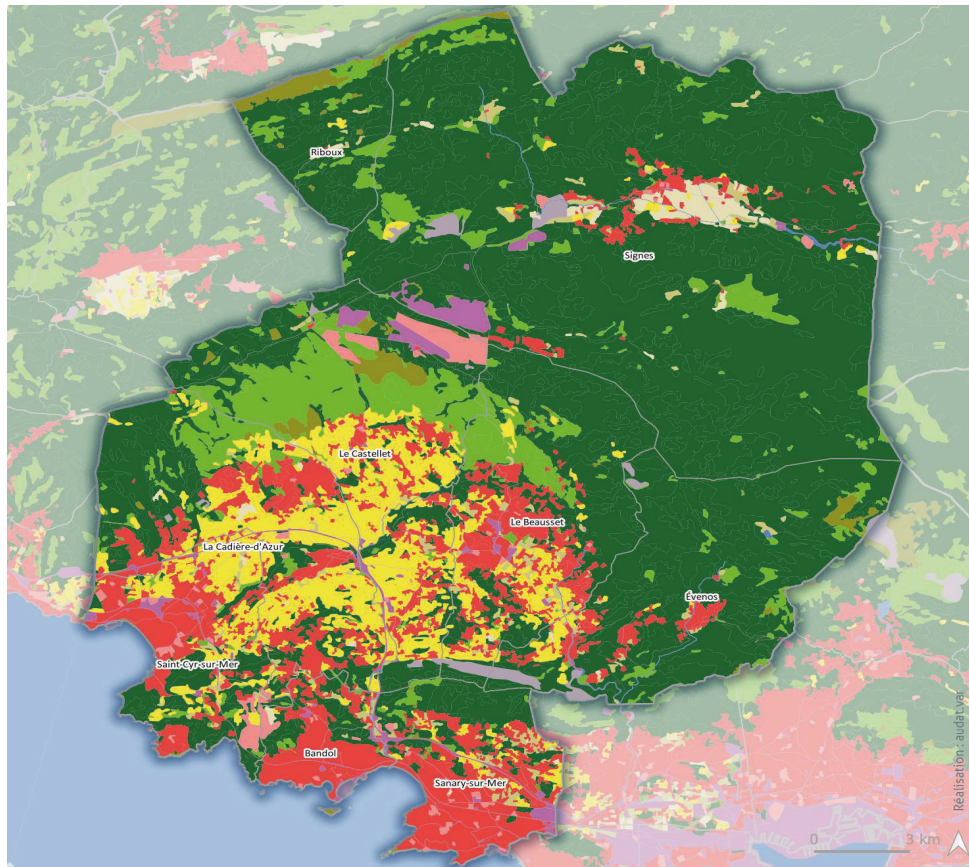 Riboux
Signes
Le Castellet
Le Beausset
La Cadière-d'Azur
Évenos
Saint-Cyr-sur-Mer
Bandol
Sanary-sur-Mer
Réalisation : audat.var
0 3 km